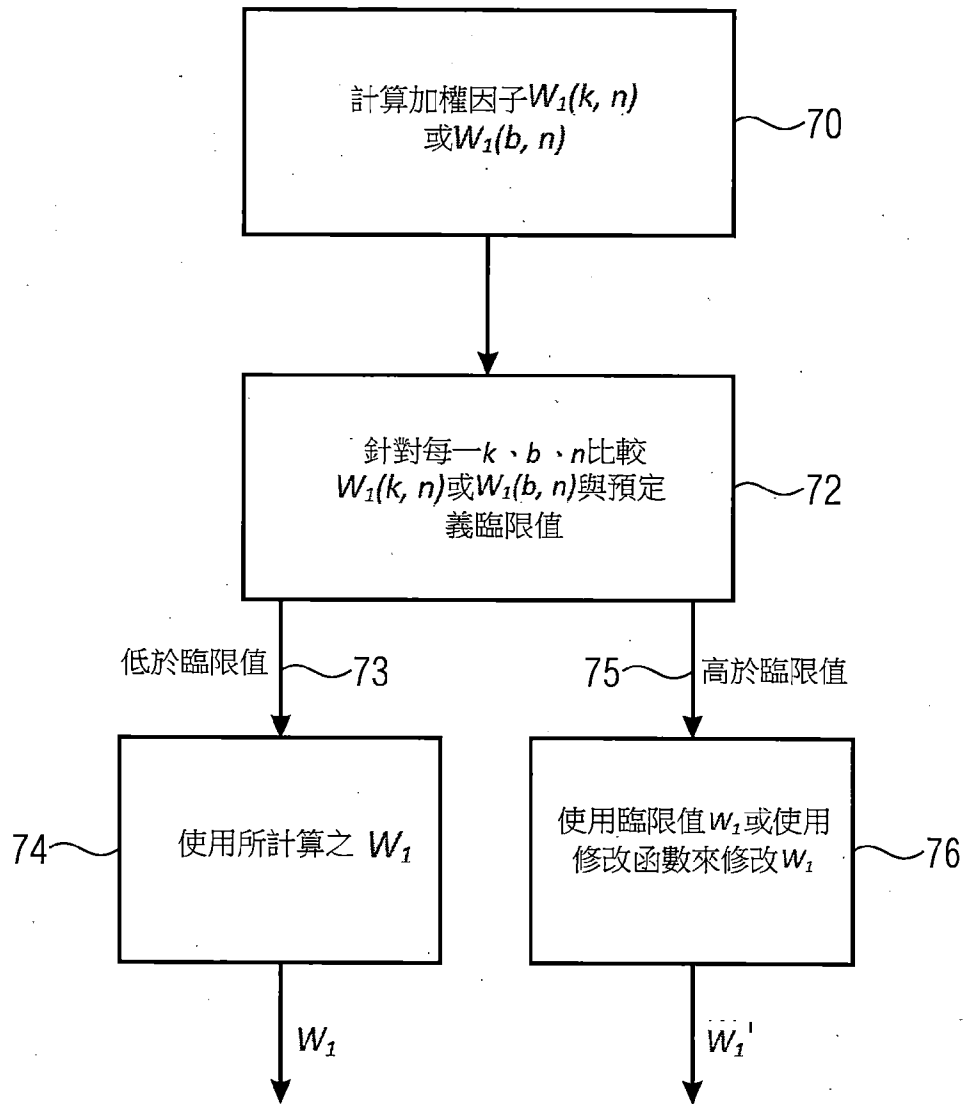 計算加權因子W₁(k, n)
或W₁(b, n)
70
針對每一k、b、n比較
W₁(k, n)或W₁(b, n)與預定
義臨限值
72
低於臨限值
73
75
高於臨限值
74
使用所計算之 W₁
使用臨限值W₁或使用
修改函數來修改W₁
76
W₁
W₁'